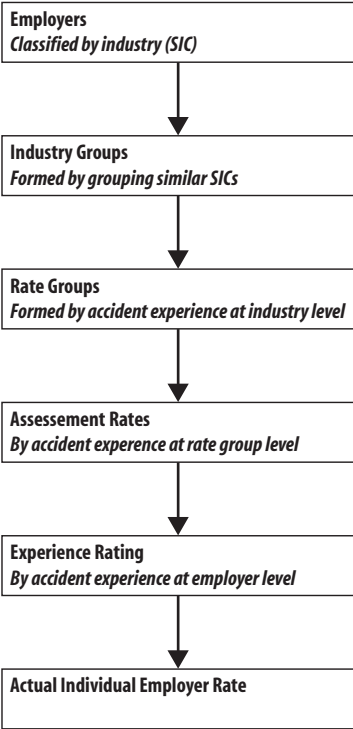 Employers
Classified by industry (SIC)
Industry Groups
Formed by grouping similar SICs
Rate Groups
Formed by accident experience at industry level
Assessement Rates
By accident experence at rate group level
Experience Rating
By accident experience at employer level
Actual Individual Employer Rate